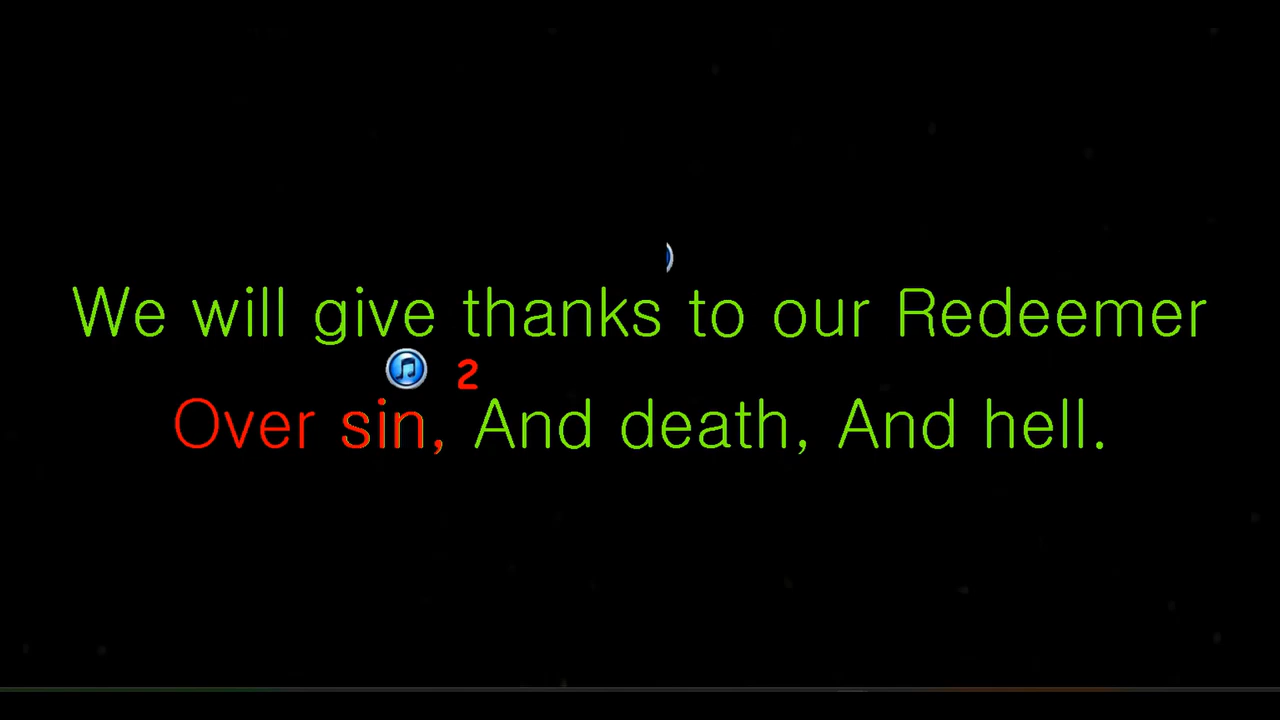 We will give thanks to our Redeemer
2
Over sin, And death, And hell.